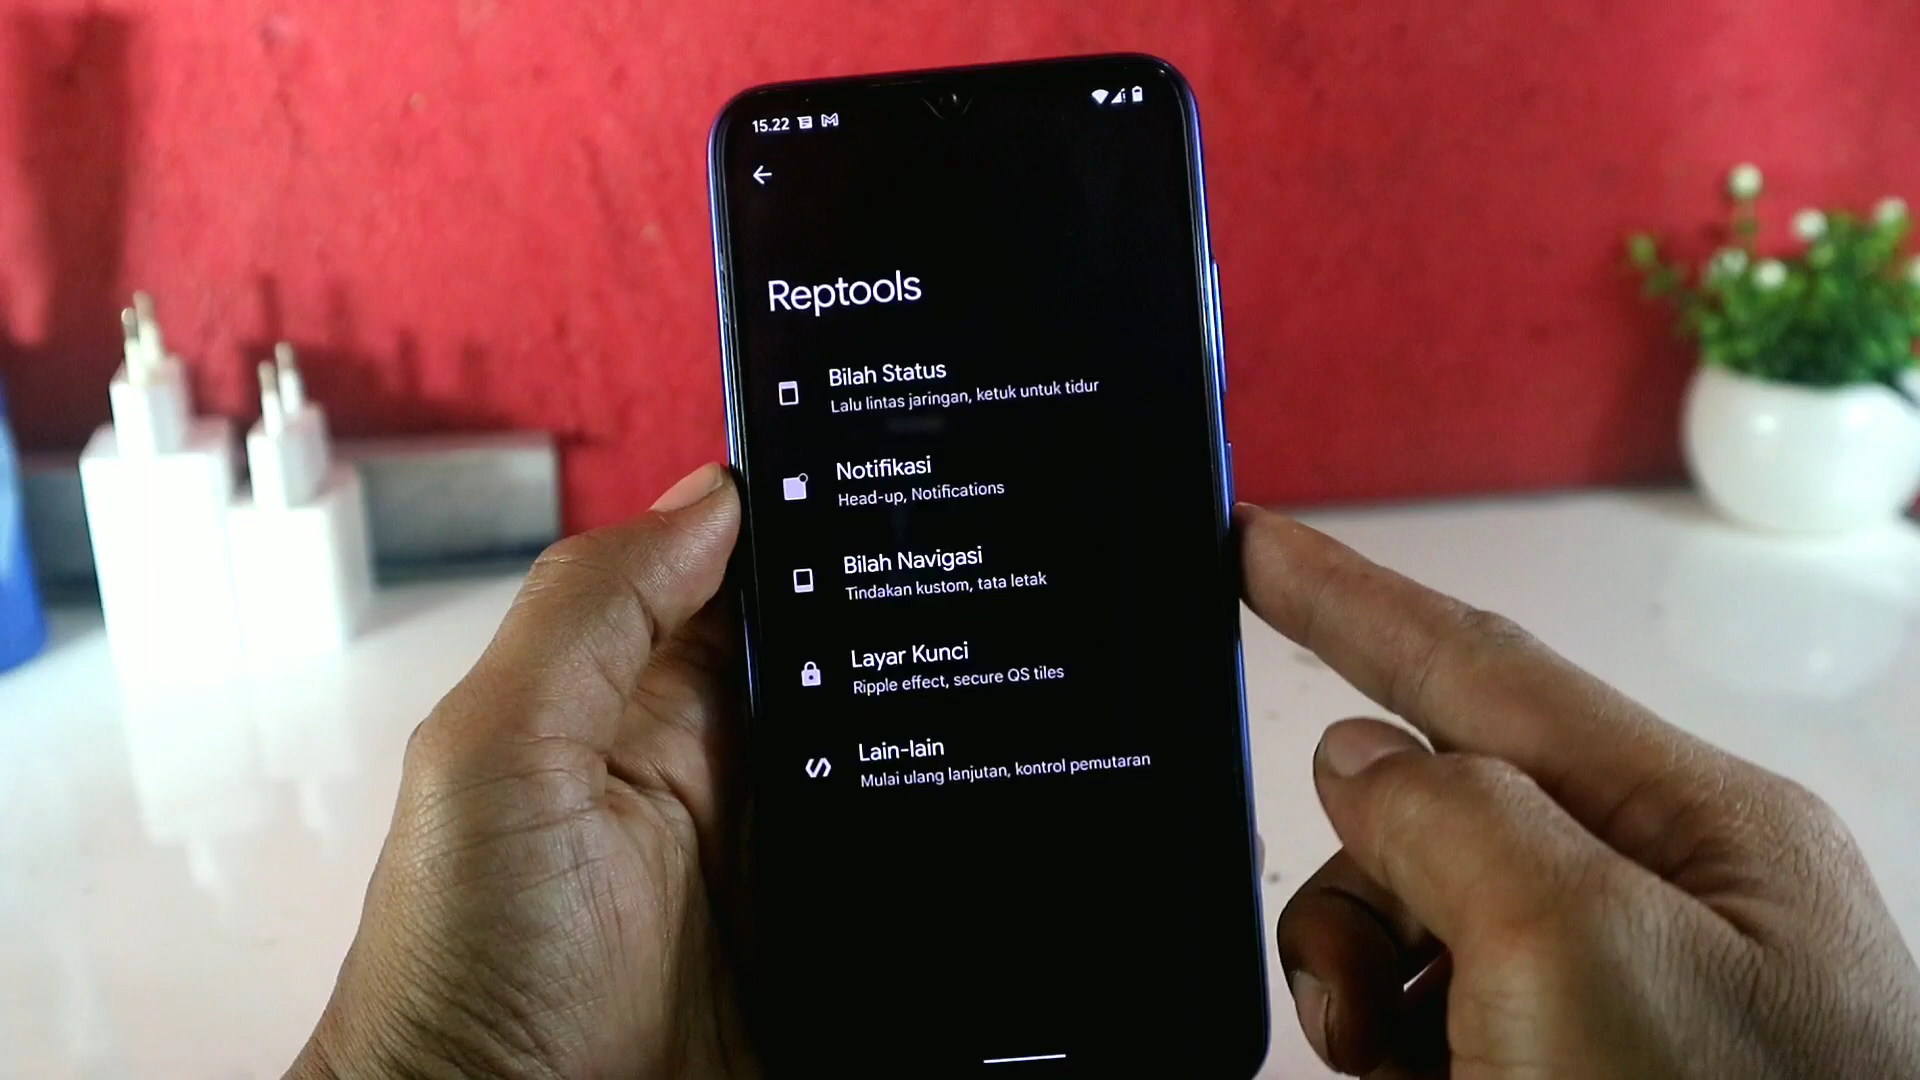 15.22
Reptools
Bilah Status
Lalu lintas jaringan, ketuk untuk tidur
Notifikasi
Head-up, Notifications
Bilah Navigasi
Tindakan kustom, tata letak
Layar Kunci
Ripple effect, secure QS tiles
Lain-lain
Mulai ulang lanjutan, kontrol pemutaran